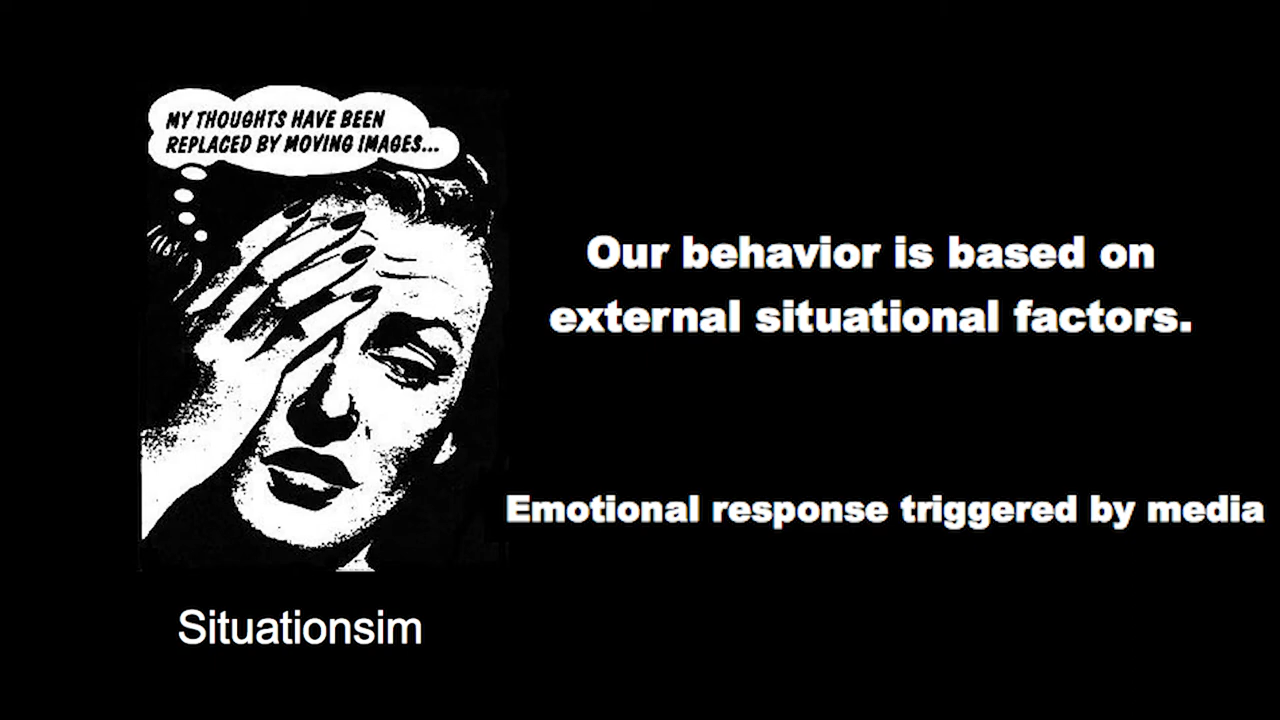 MY THOUGHTS HAVE BEEN
REPLACED BY MOVING IMAGES...
Our behavior is based on
external situational factors.
Emotional response triggered by media
Situationsim